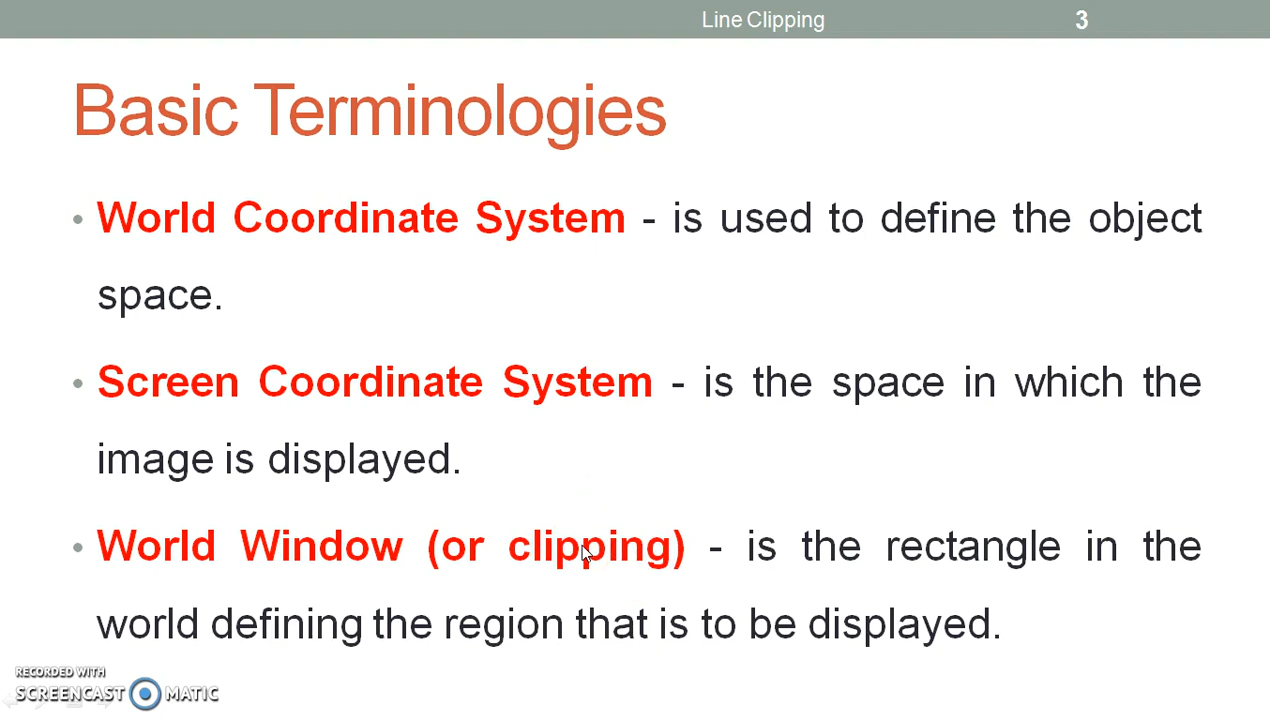 Line Clipping 3
Basic Terminologies
• World Coordinate System - is used to define the object
space.
• Screen Coordinate System - is the space in which the
image is displayed.
• World Window (or clipping) - is the rectangle in the
world defining the region that is to be displayed.
RECORDED WITH
SCREENCAST MATIC